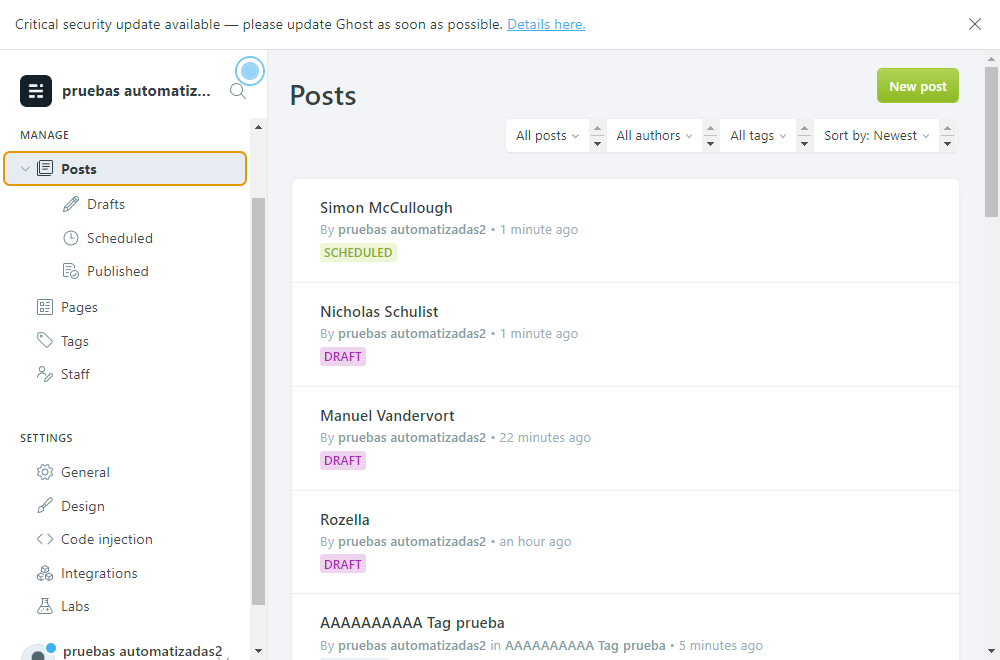 Critical security update available — please update Ghost as soon as possible. Details here.
pruebas automatiz...
MANAGE
Posts
Drafts
Scheduled
Published
Pages
Tags
Staff
SETTINGS
General
Design
Code injection
Integrations
Labs
pruebas automatizadas2
Posts
New post
All posts
All authors
All tags
Sort by: Newest
Simon McCullough
By pruebas automatizadas2 • 1 minute ago
SCHEDULED
Nicholas Schulist
By pruebas automatizadas2 • 1 minute ago
DRAFT
Manuel Vandervort
By pruebas automatizadas2 • 22 minutes ago
DRAFT
Rozella
By pruebas automatizadas2 • an hour ago
DRAFT
AAAAAAAAAA Tag prueba
By pruebas automatizadas2 in AAAAAAAAAA Tag prueba • 5 minutes ago